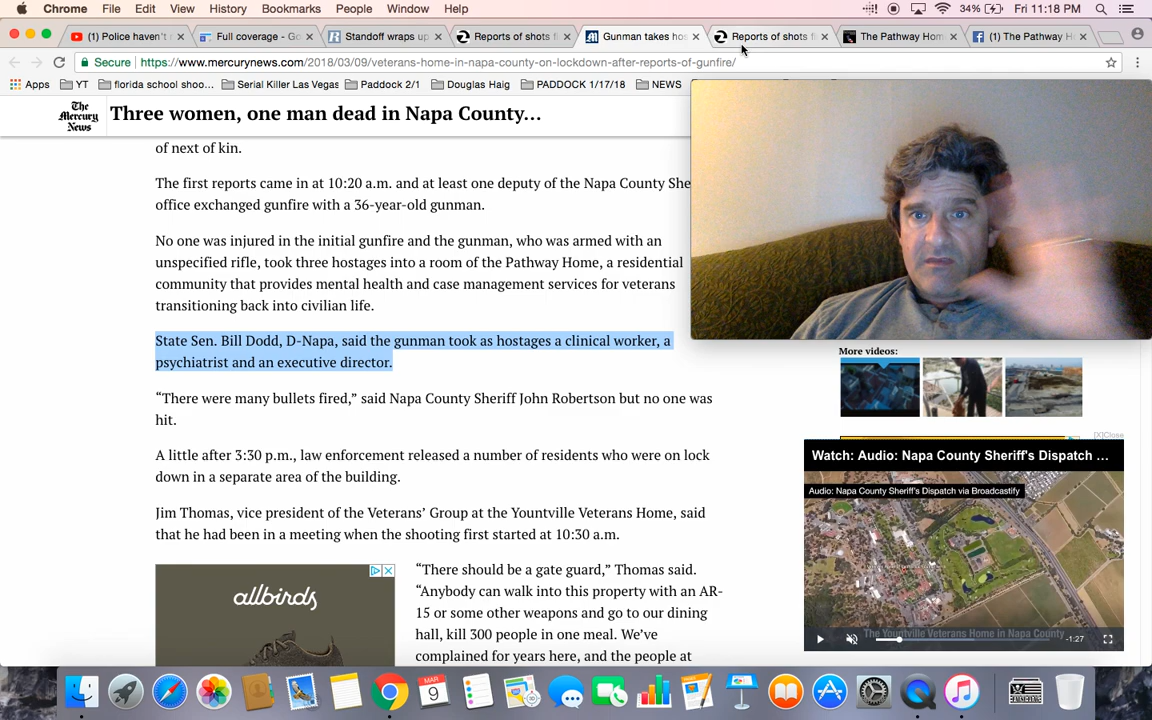 Chrome File Edit View History Bookmarks People Window Help 34% Fri 11:18 PM
(1) Police haven't r
Full coverage - Go
Standoff wraps up
Reports of shots f
Gunman takes hos
Reports of shots f
The Pathway Hom
(1) The Pathway H
Secure https://www.mercurynews.com/2018/03/09/veterans-home-in-napa-county-on-lockdown-after-reports-of-gunfire/
Apps YT florida school shoo... Serial Killer Las Vegas Paddock 2/1 Douglas Haig PADDOCK 1/17/18 NEWS
The Mercury News
Three women, one man dead in Napa County…
of next of kin.
The first reports came in at 10:20 a.m. and at least one deputy of the Napa County She
office exchanged gunfire with a 36-year-old gunman.
No one was injured in the initial gunfire and the gunman, who was armed with an
unspecified rifle, took three hostages into a room of the Pathway Home, a residential
community that provides mental health and case management services for veterans
transitioning back into civilian life.
State Sen. Bill Dodd, D-Napa, said the gunman took as hostages a clinical worker, a
psychiatrist and an executive director.
“There were many bullets fired,” said Napa County Sheriff John Robertson but no one was
hit.
A little after 3:30 p.m., law enforcement released a number of residents who were on lock
down in a separate area of the building.
Jim Thomas, vice president of the Veterans’ Group at the Yountville Veterans Home, said
that he had been in a meeting when the shooting first started at 10:30 a.m.
allbirds
“There should be a gate guard,” Thomas said.
“Anybody can walk into this property with an AR-
15 or some other weapons and go to our dining
hall, kill 300 people in one meal. We’ve
complained for years here, and the people at
More videos:
[X]Close
Watch: Audio: Napa County Sheriff's Dispatch ...
Audio: Napa County Sheriff's Dispatch via Broadcastify
The Yountville Veterans Home in Napa County
-1:27
MAR
9